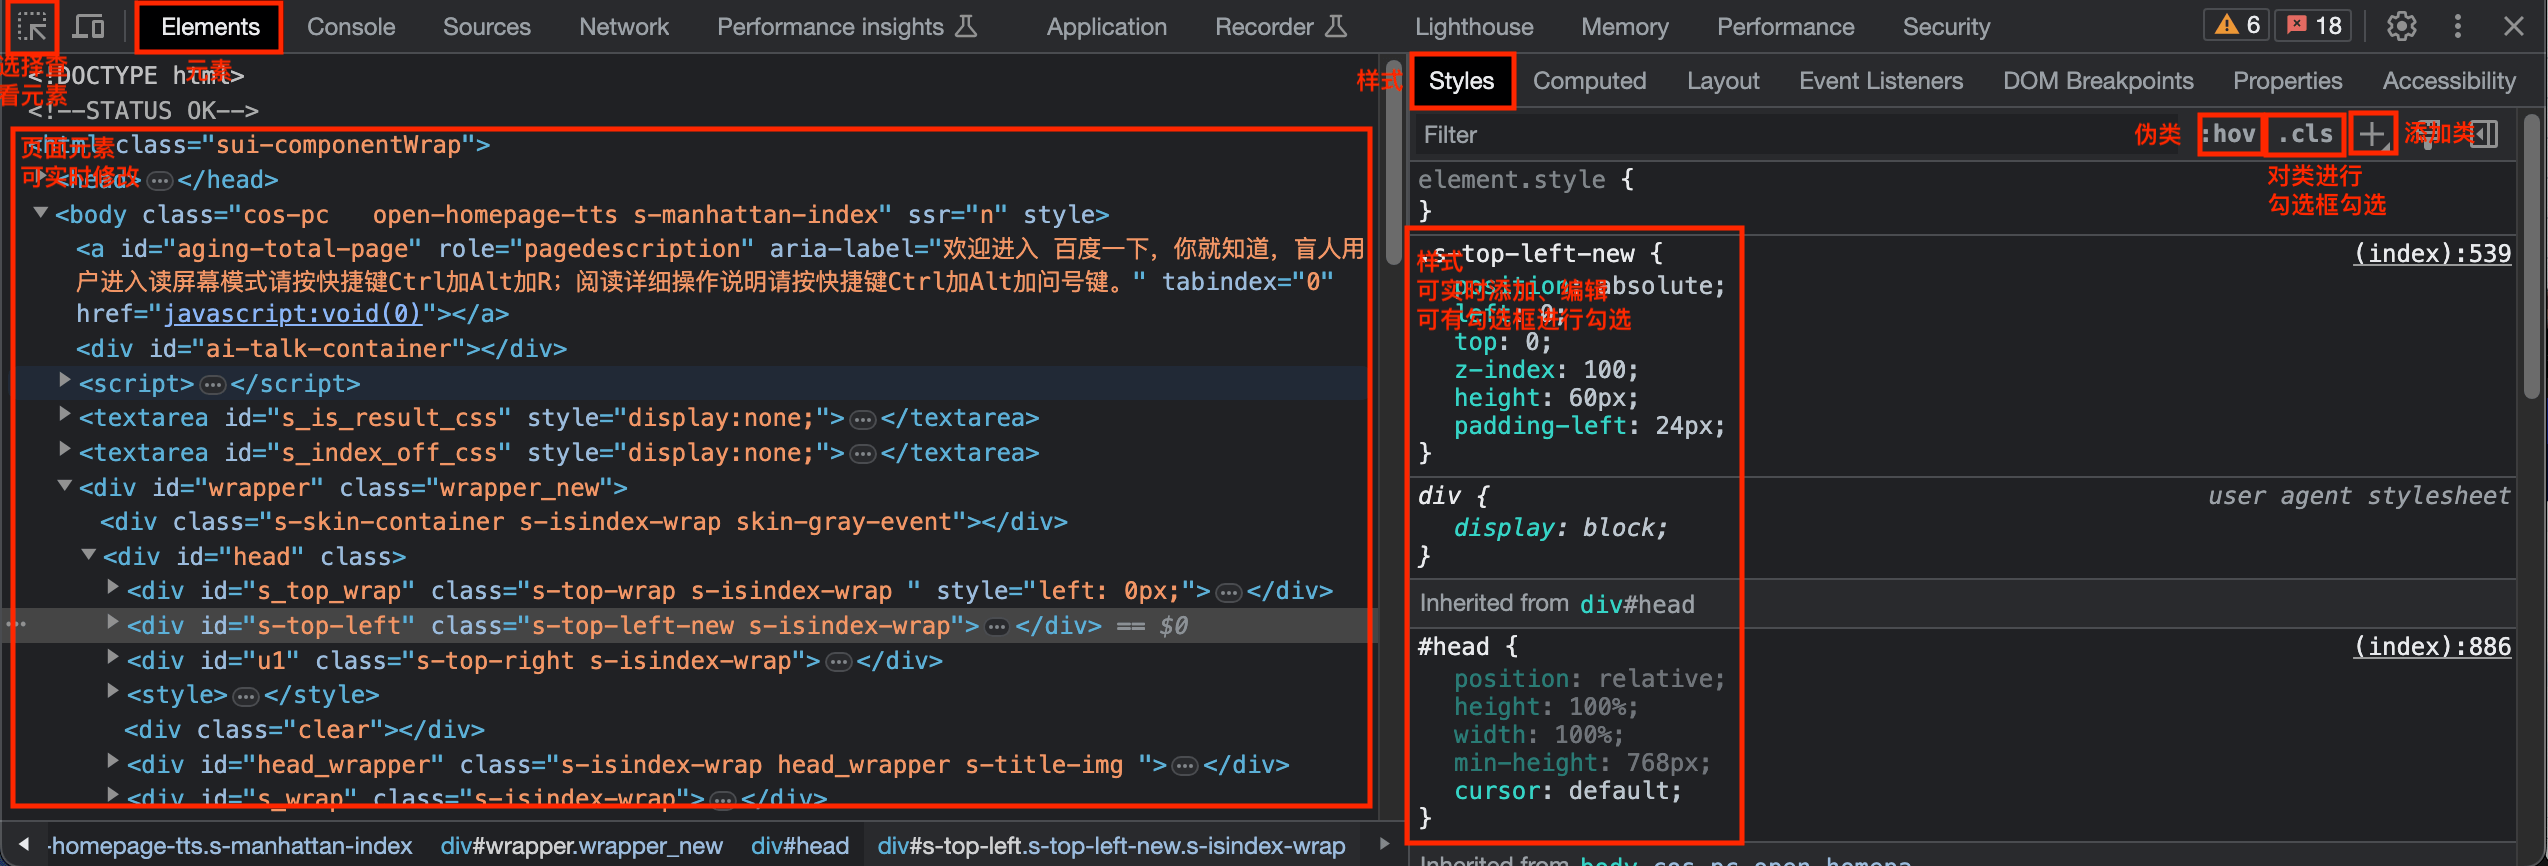 Elements Console Sources Network Performance insights Application Recorder Lighthouse Memory Performance Security 6 18
选择查
看元素
元素
<!DOCTYPE html>
<!--STATUS OK-->
页面元素
可实时修改
<html class="sui-componentWrap">
<head>…</head>
<body class="cos-pc   open-homepage-tts s-manhattan-index" ssr="n" style>
<a id="aging-total-page" role="pagedescription" aria-label="欢迎进入 百度一下，你就知道，盲人用
户进入读屏幕模式请按快捷键Ctrl加Alt加R；阅读详细操作说明请按快捷键Ctrl加Alt加问号键。" tabindex="0"
href="javascript:void(0)"></a>
<div id="ai-talk-container"></div>
<script>…</script>
<textarea id="s_is_result_css" style="display:none;">…</textarea>
<textarea id="s_index_off_css" style="display:none;">…</textarea>
<div id="wrapper" class="wrapper_new">
<div class="s-skin-container s-isindex-wrap skin-gray-event"></div>
<div id="head" class>
<div id="s_top_wrap" class="s-top-wrap s-isindex-wrap " style="left: 0px;">…</div>
<div id="s-top-left" class="s-top-left-new s-isindex-wrap">…</div> == $0
<div id="u1" class="s-top-right s-isindex-wrap">…</div>
<style>…</style>
<div class="clear"></div>
<div id="head_wrapper" class="s-isindex-wrap head_wrapper s-title-img ">…</div>
<div id="s_wrap" class="s-isindex-wrap">…</div>
-homepage-tts.s-manhattan-index div#wrapper.wrapper_new div#head div#s-top-left.s-top-left-new.s-isindex-wrap
样式
Styles Computed Layout Event Listeners DOM Breakpoints Properties Accessibility
Filter 伪类 :hov .cls + 添加类
对类进行
勾选框勾选
element.style {
}
.s-top-left-new { (index):539
样式
可实时添加、编辑
可有勾选框进行勾选
position: absolute;
left: 0;
top: 0;
z-index: 100;
height: 60px;
padding-left: 24px;
}
div { user agent stylesheet
display: block;
}
Inherited from div#head
#head { (index):886
position: relative;
height: 100%;
width: 100%;
min-height: 768px;
cursor: default;
}
Inherited from body.cos-pc.open-homepa